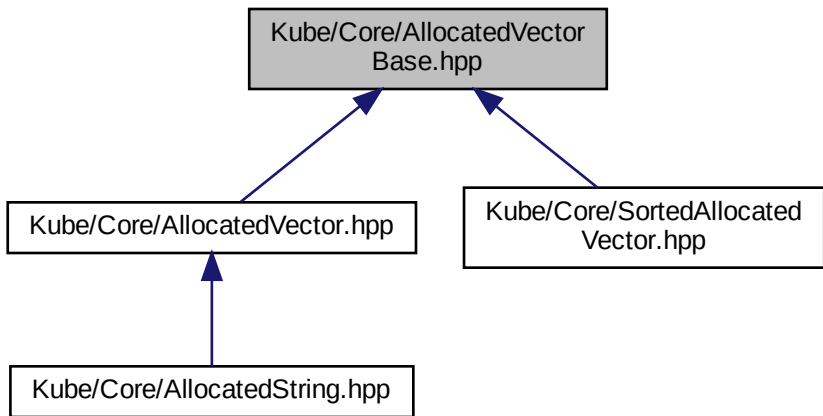 Kube/Core/AllocatedVector
Base.hpp
Kube/Core/AllocatedVector.hpp
Kube/Core/SortedAllocated
Vector.hpp
Kube/Core/AllocatedString.hpp